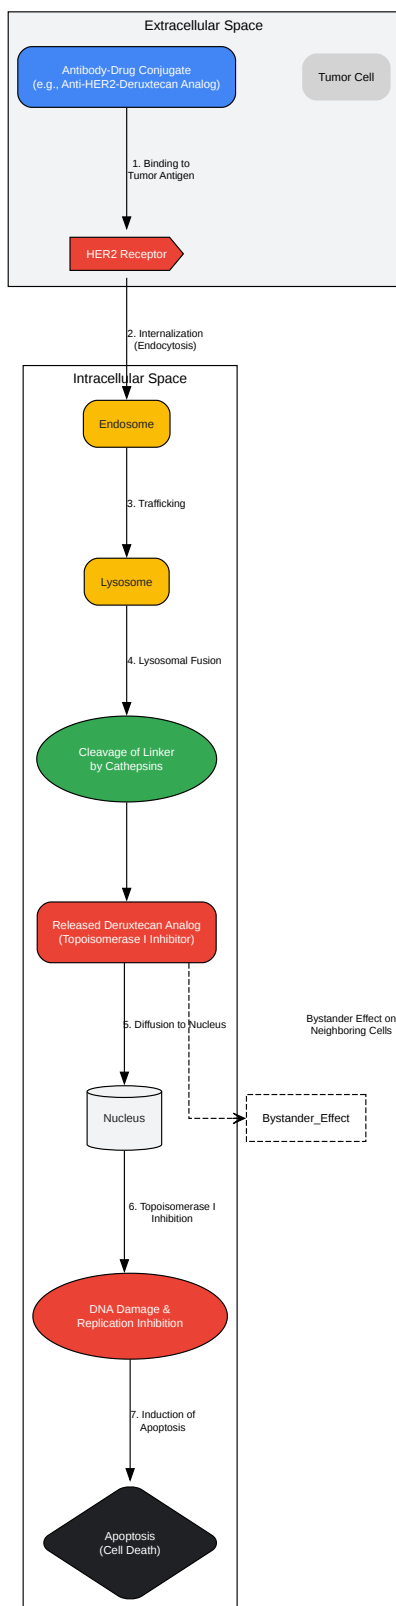 Extracellular Space
Antibody-Drug Conjugate
(e.g., Anti-HER2-Deruxtecan Analog)
Tumor Cell
1. Binding to
Tumor Antigen
HER2 Receptor
2. Internalization
(Endocytosis)
Intracellular Space
Endosome
3. Trafficking
Lysosome
4. Lysosomal Fusion
Cleavage of Linker
by Cathepsins
Released Deruxtecan Analog
(Topoisomerase I Inhibitor)
5. Diffusion to Nucleus
Bystander Effect on
Neighboring Cells
Nucleus
Bystander_Effect
6. Topoisomerase I
Inhibition
DNA Damage &
Replication Inhibition
7. Induction of
Apoptosis
Apoptosis
(Cell Death)